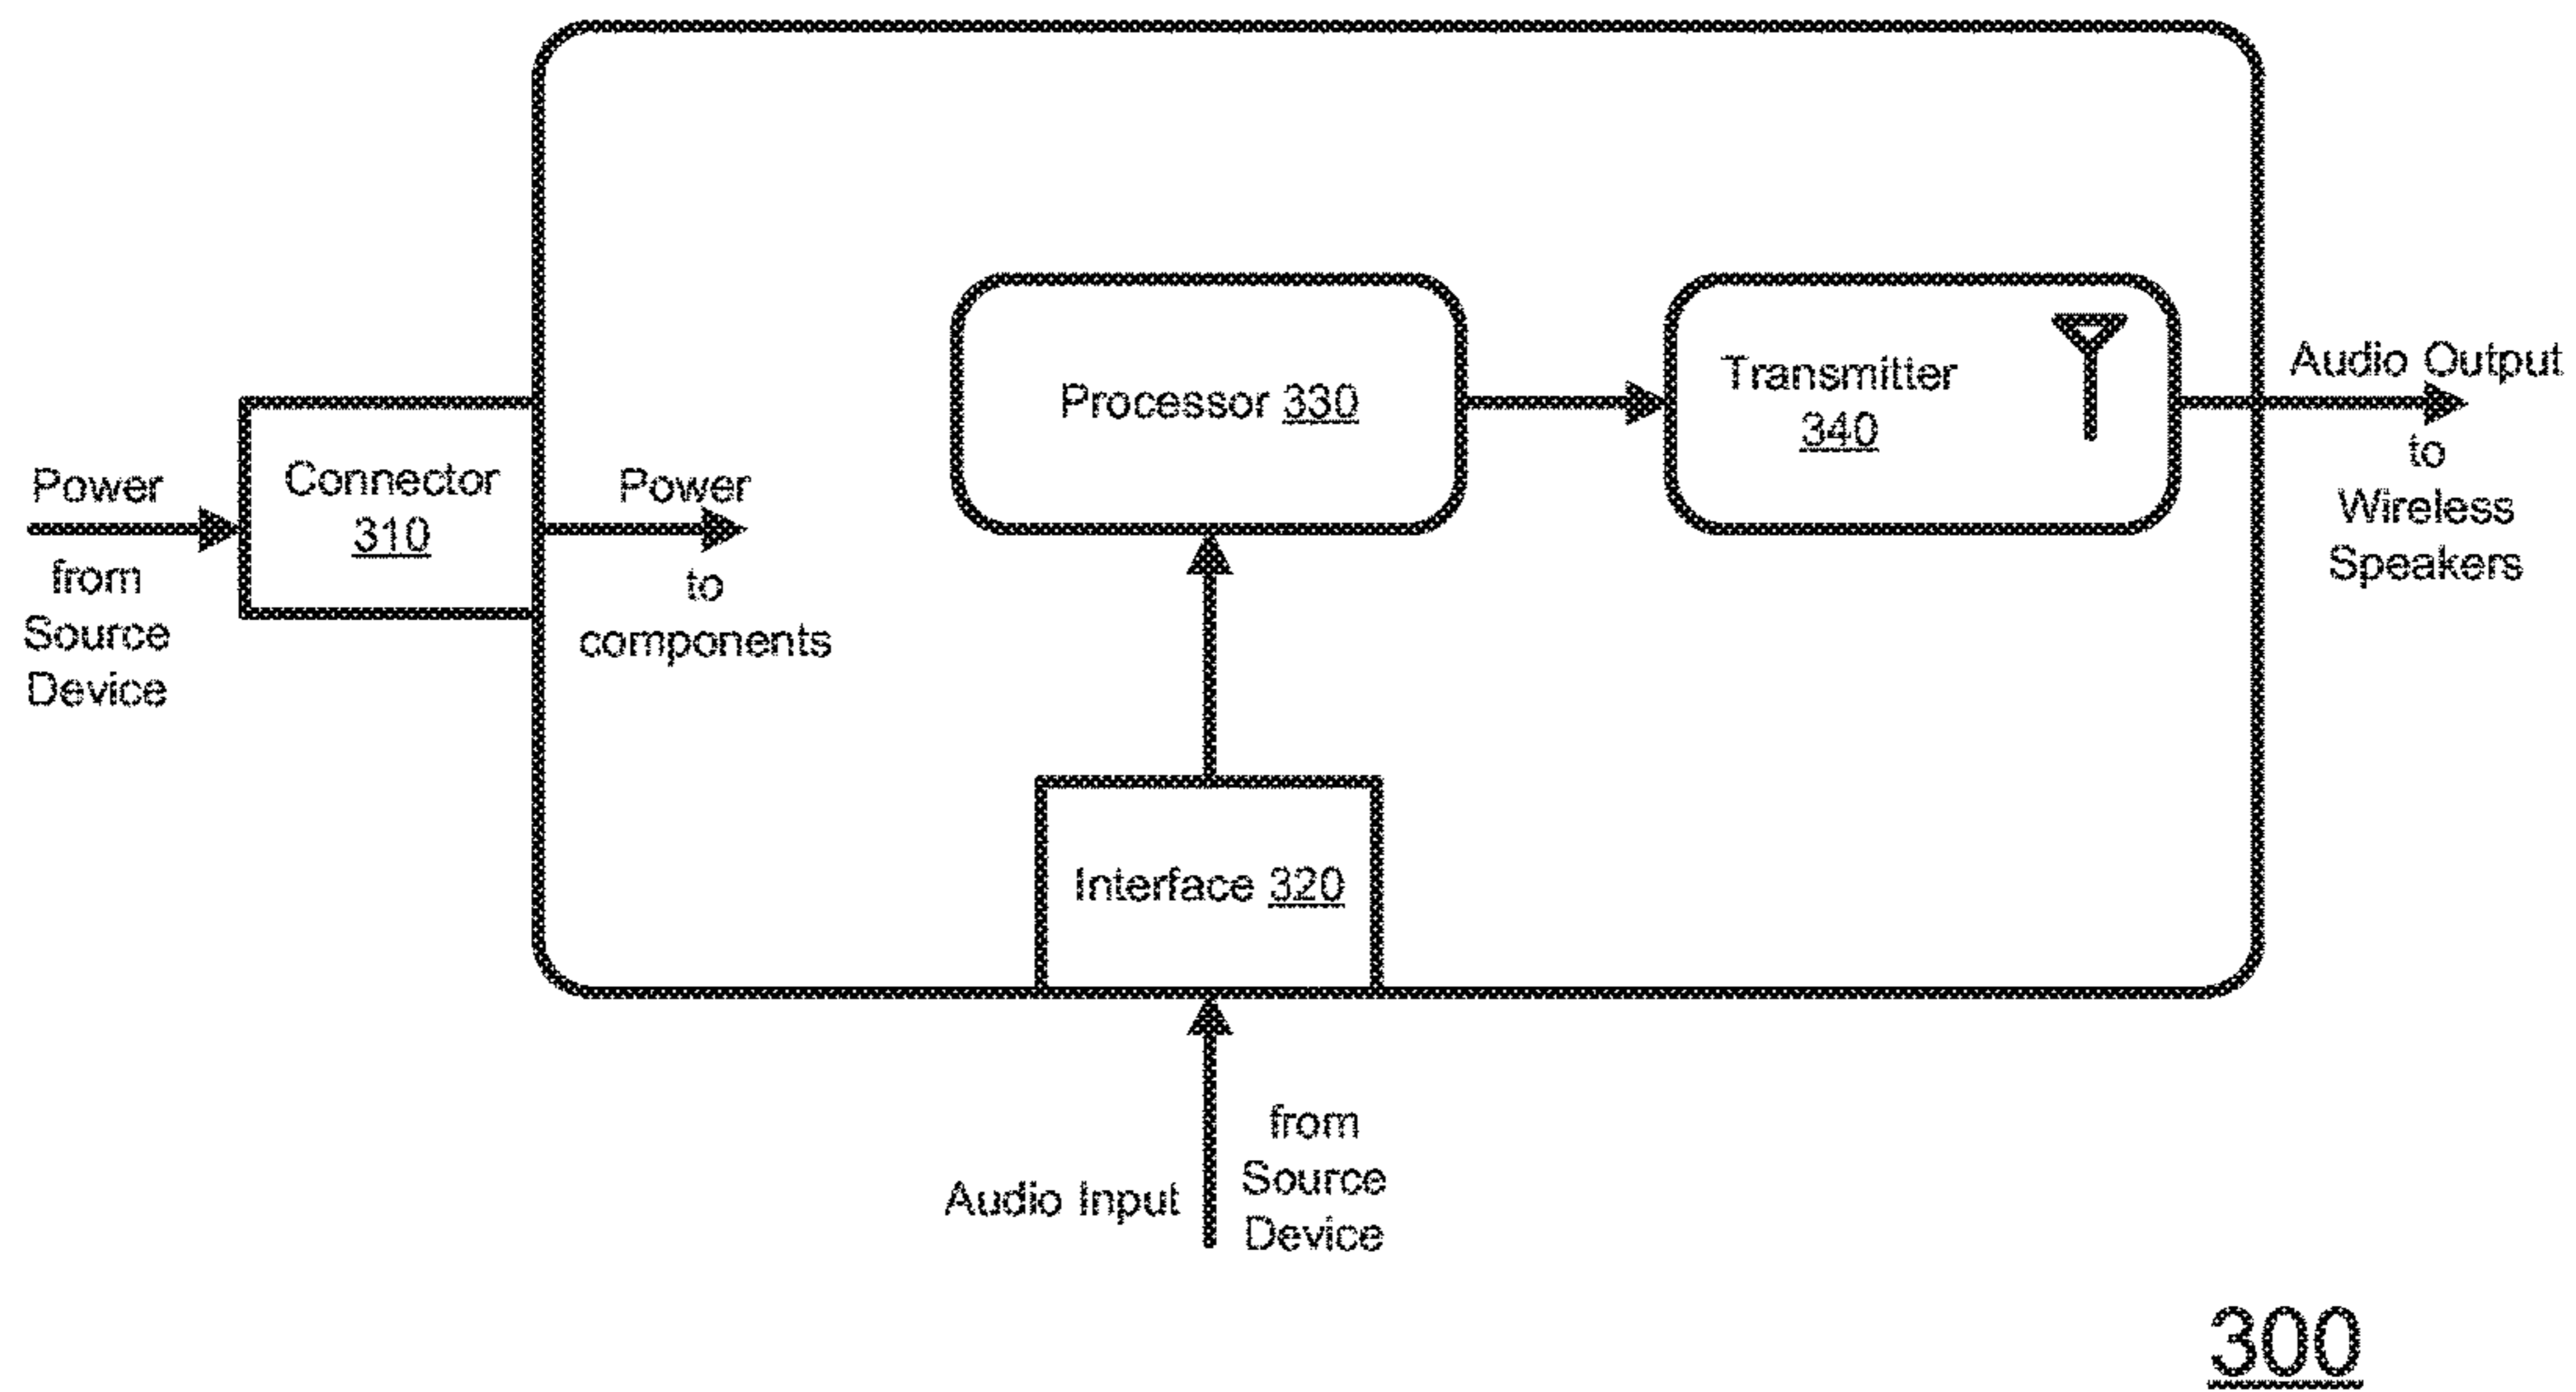 Power
from
Source
Device
Connector
310
Power
to
components
Processor 330
Transmitter
340
Audio Output
to
Wireless
Speakers
Interface 320
Audio Input
from
Source
Device
300